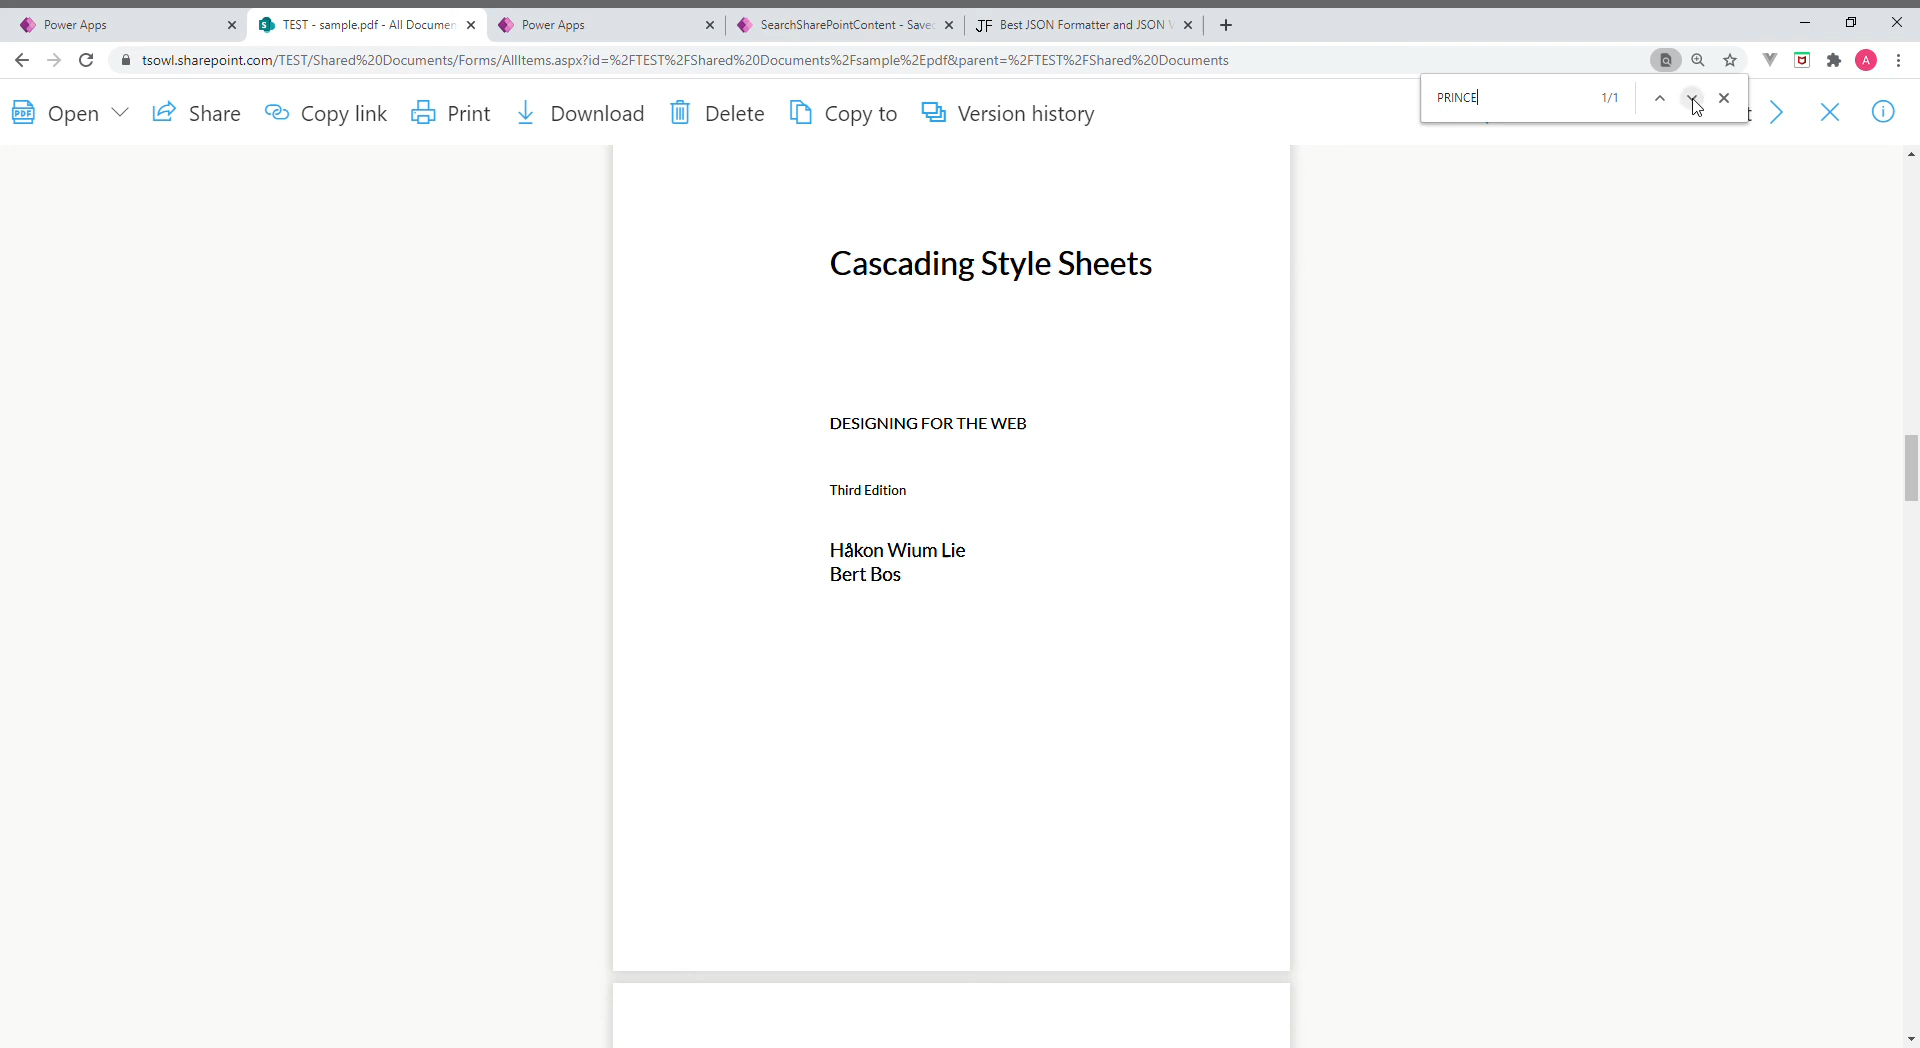 Power Apps
TEST - sample.pdf - All Documen
Power Apps
SearchSharePointContent - Saved
JF Best JSON Formatter and JSON V
tsowl.sharepoint.com/TEST/Shared%20Documents/Forms/AllItems.aspx?id=%2FTEST%2FShared%20Documents%2Fsample%2Epdf&parent=%2FTEST%2FShared%20Documents
A
PRINCE 1/1
PDF Open Share Copy link Print Download Delete Copy to Version history t
Cascading Style Sheets
DESIGNING FOR THE WEB
Third Edition
Håkon Wium Lie
Bert Bos